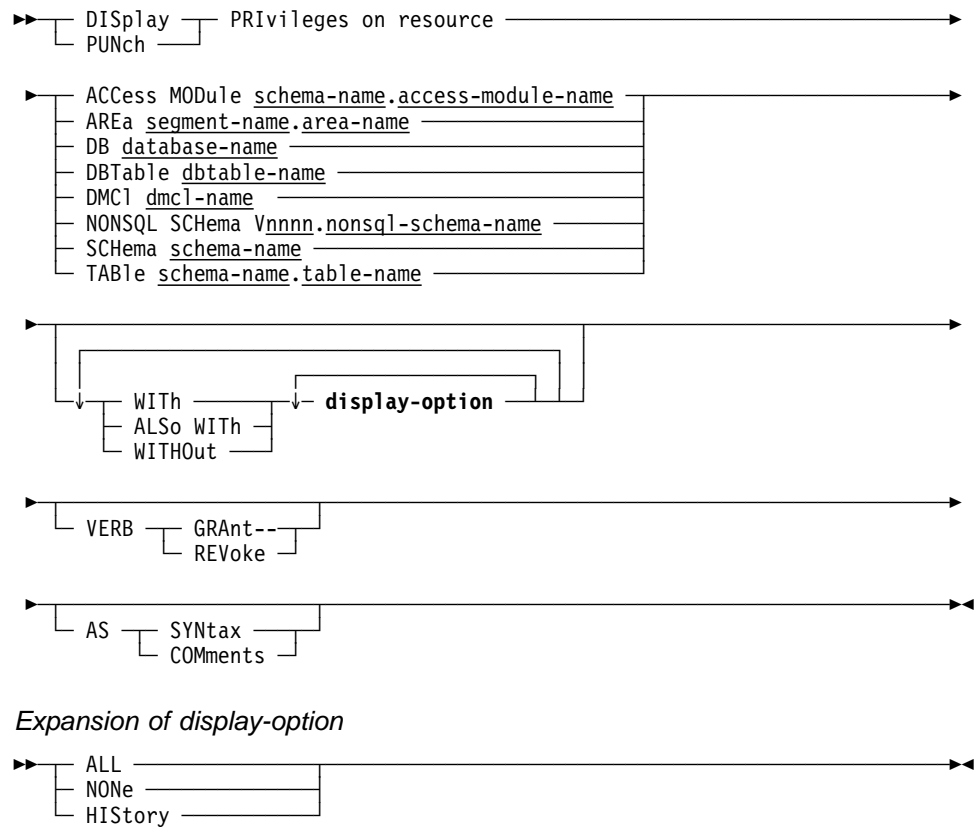 DISplay PRIvileges on resource
PUNch
ACCess MODule schema-name.access-module-name
AREa segment-name.area-name
DB database-name
DBTable dbtable-name
DMCl dmcl-name
NONSQL SCHema Vnnnn.nonsql-schema-name
SCHema schema-name
TABle schema-name.table-name
WITh display-option
ALSo WITh
WITHOut
VERB GRAnt--
REVoke
AS SYNtax
COMments
Expansion of display-option
ALL
NONe
HIStory